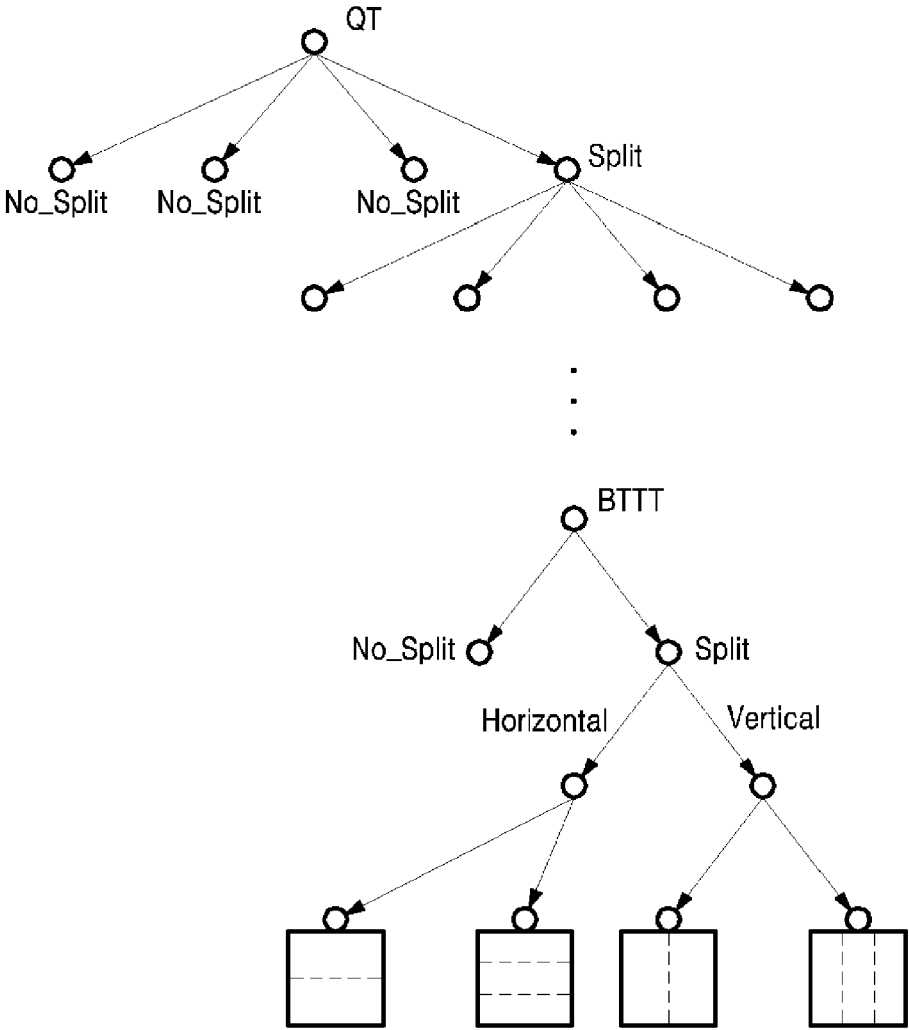 QT
Split
No_Split
No_Split
No_Split
BTTT
No_Split
Split
Horizontal
Vertical